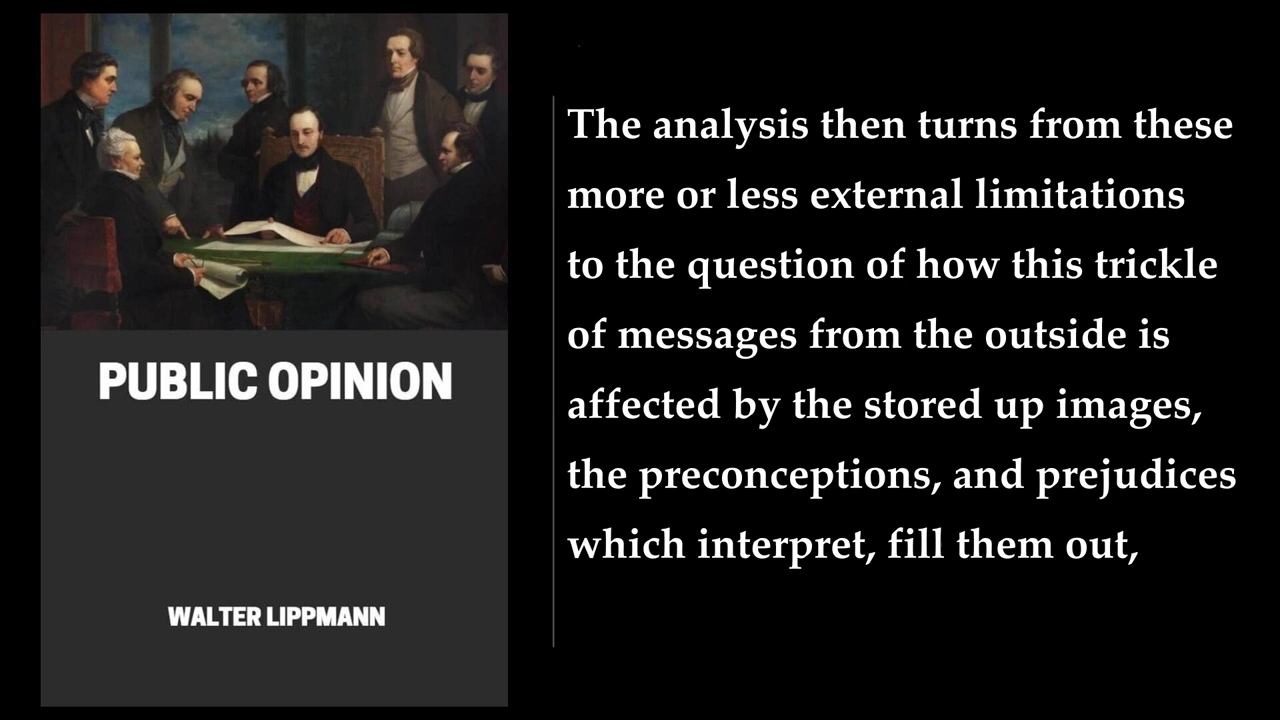 PUBLIC OPINION
WALTER LIPPMANN
The analysis then turns from these
more or less external limitations
to the question of how this trickle
of messages from the outside is
affected by the stored up images,
the preconceptions, and prejudices
which interpret, fill them out,